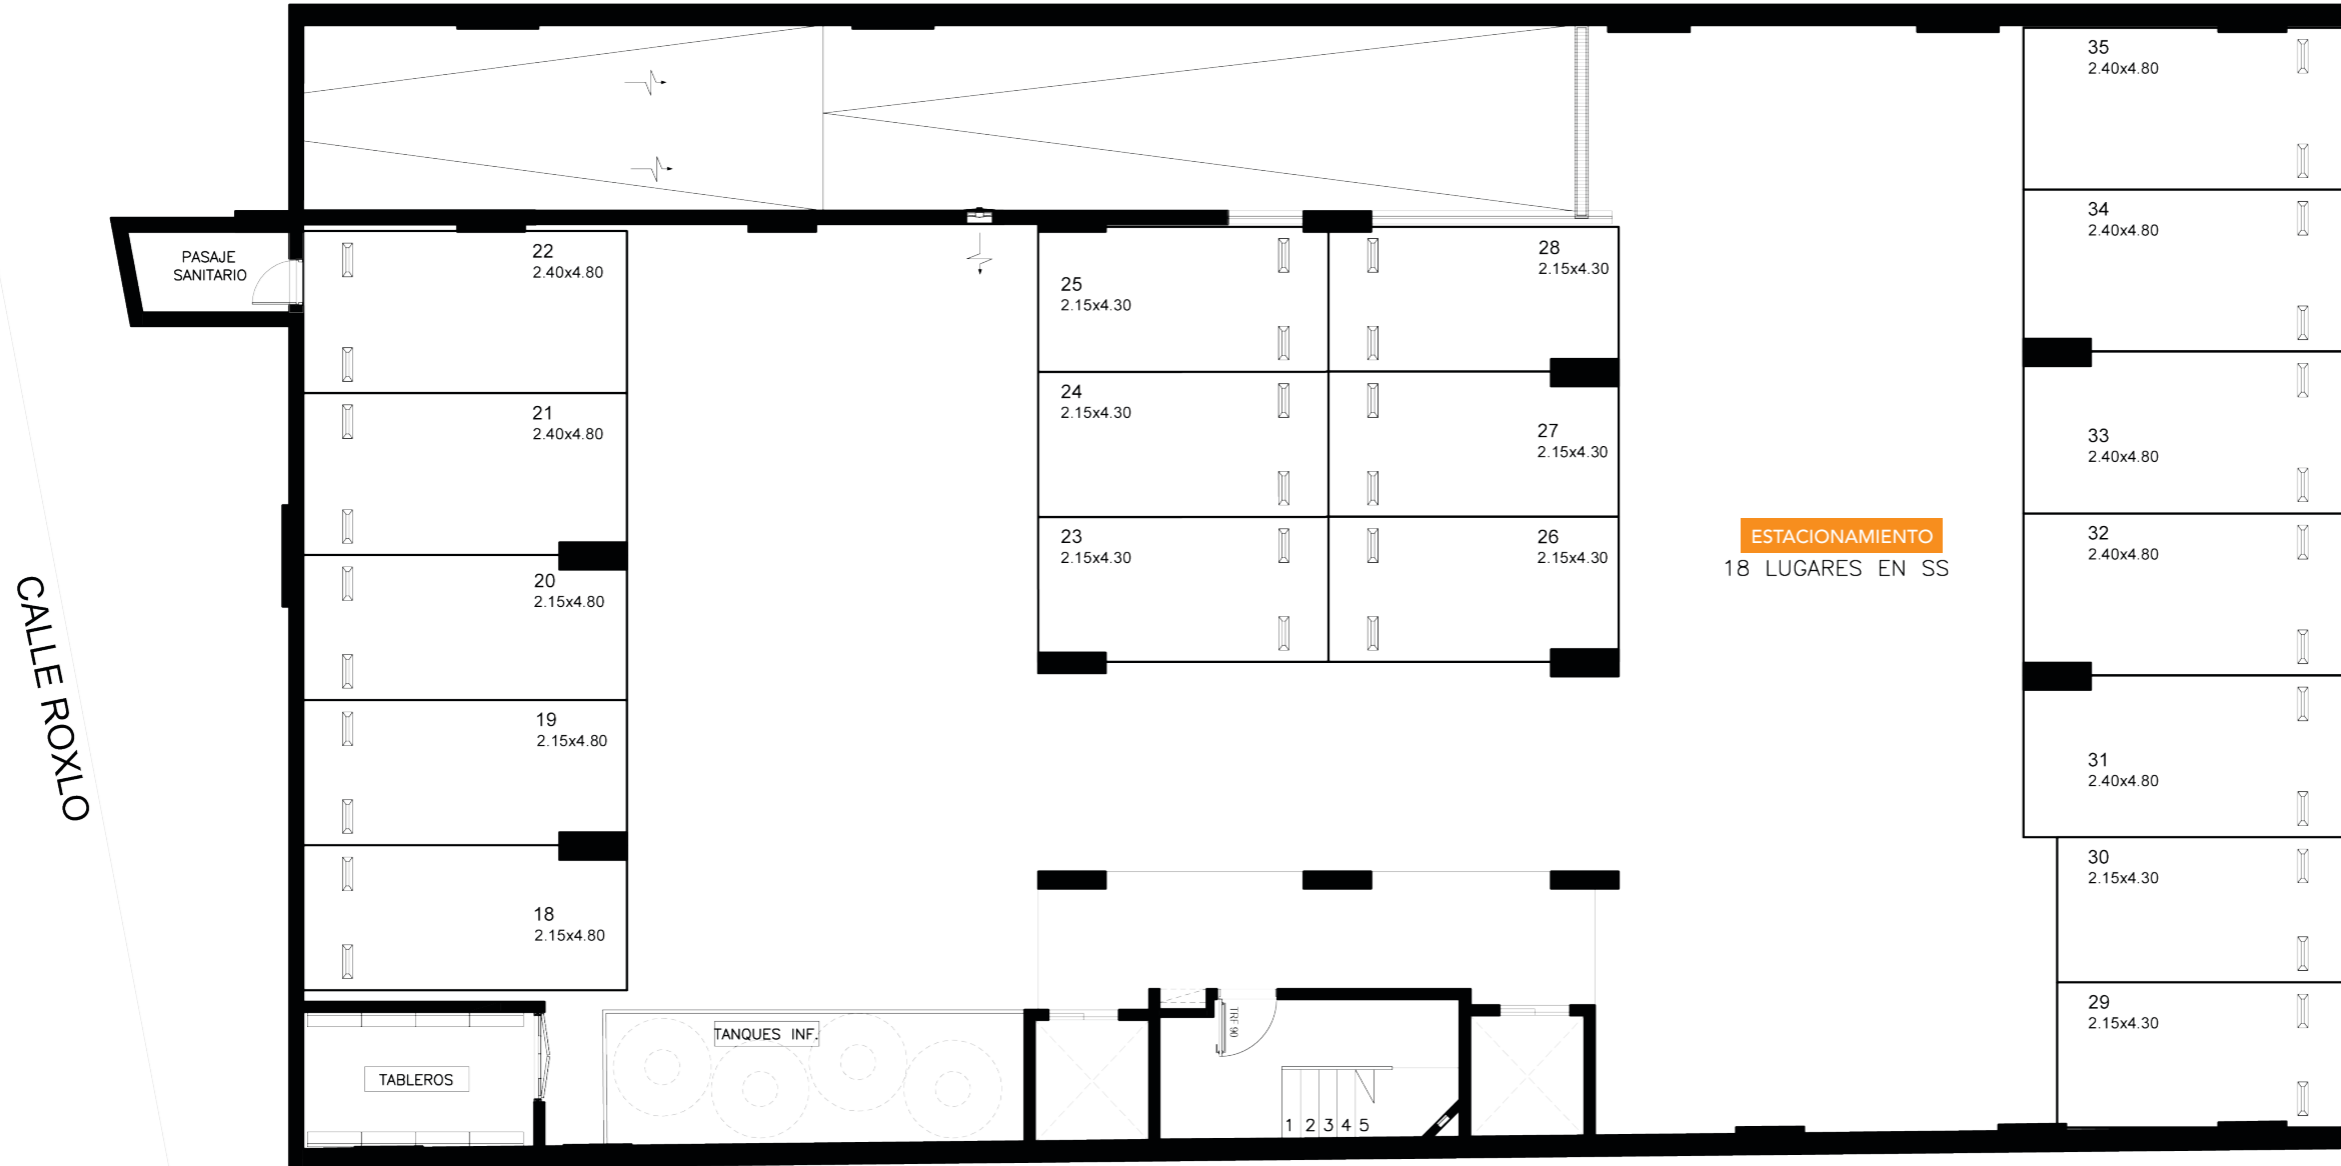 35
2.40x4.80
34
2.40x4.80
PASAJE
SANITARIO
22
2.40x4.80
28
2.15x4.30
25
2.15x4.30
24
2.15x4.30
21
2.40x4.80
27
2.15x4.30
33
2.40x4.80
23
2.15x4.30
26
2.15x4.30
ESTACIONAMIENTO
18 LUGARES EN SS
32
2.40x4.80
20
2.15x4.80
CALLE ROXLO
19
2.15x4.80
31
2.40x4.80
30
2.15x4.30
18
2.15x4.80
29
2.15x4.30
TANQUES INF.
TRF 90
TABLEROS
1 2 3 4 5